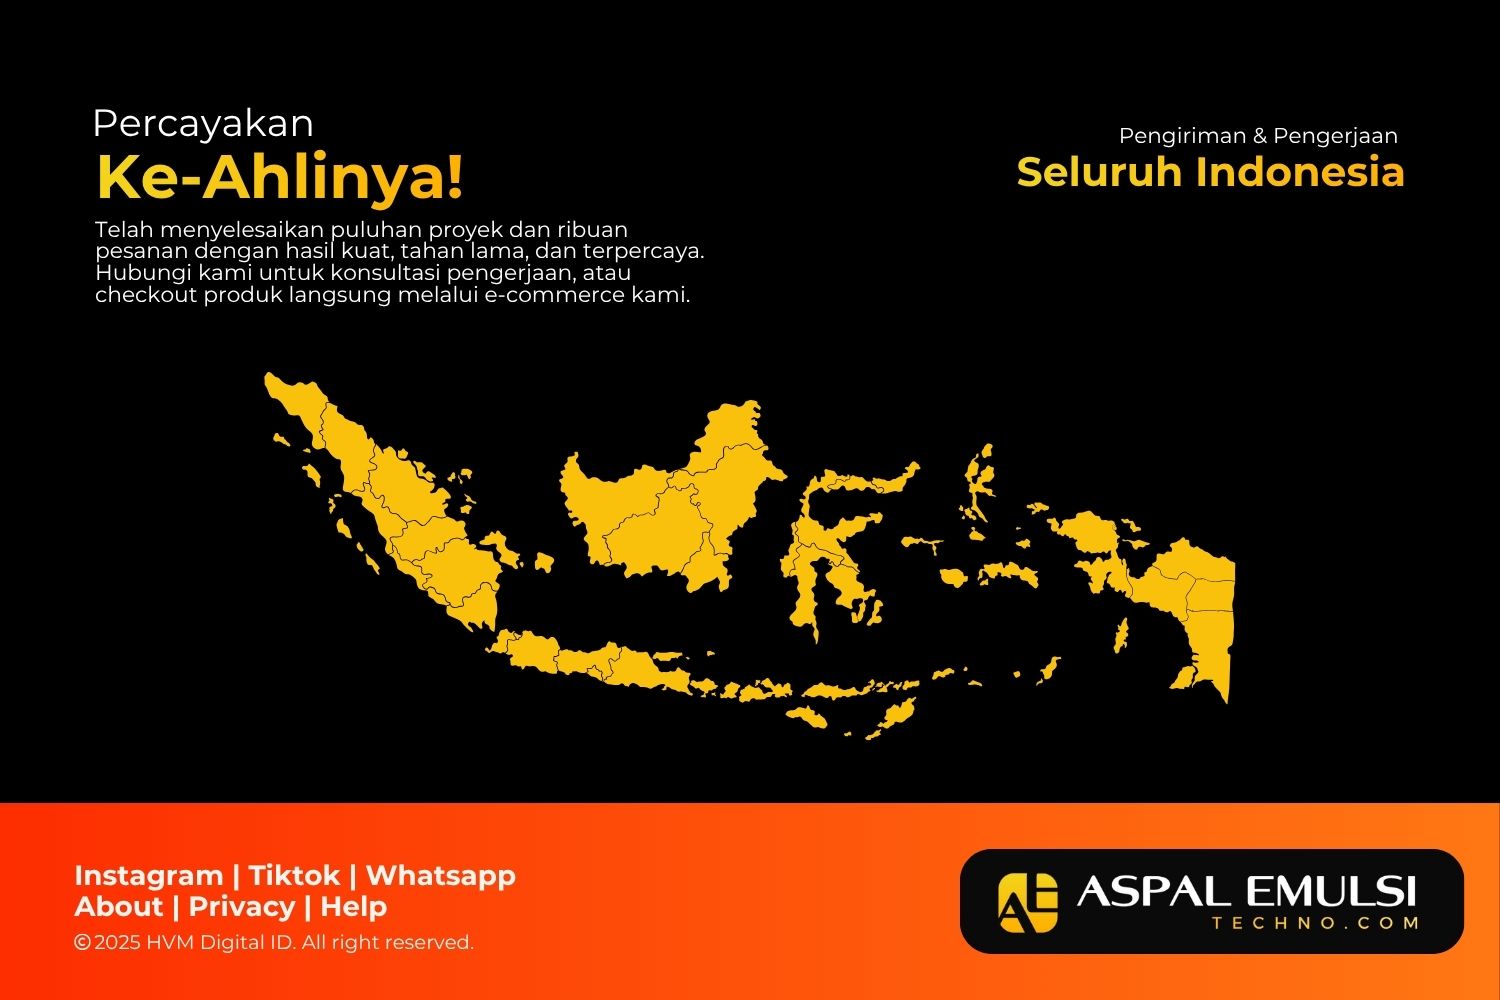 Percayakan
Ke-Ahlinya!
Telah menyelesaikan puluhan proyek dan ribuan
pesanan dengan hasil kuat, tahan lama, dan terpercaya.
Hubungi kami untuk konsultasi pengerjaan, atau
checkout produk langsung melalui e-commerce kami.
Pengiriman & Pengerjaan
Seluruh Indonesia
Instagram | Tiktok | Whatsapp
About | Privacy | Help
©2025 HVM Digital ID. All right reserved.
AE
ASPAL EMULSI
TECHNO.COM